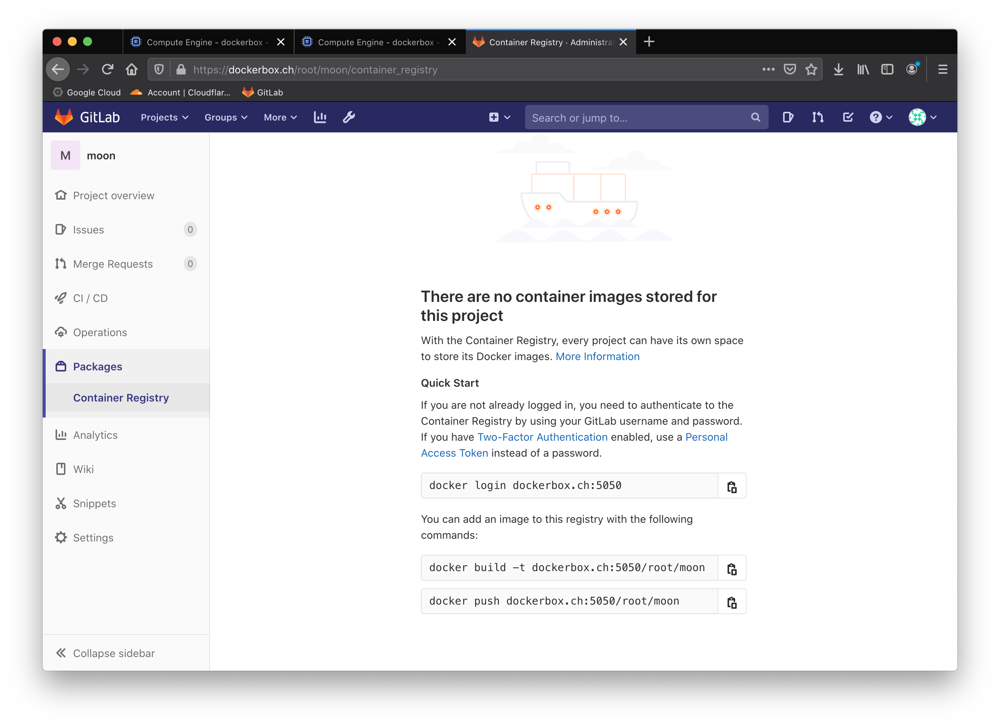 Compute Engine - dockerbox -
Compute Engine - dockerbox -
Container Registry · Administrat
https://dockerbox.ch/root/moon/container_registry
Google Cloud
Account | Cloudflar...
GitLab
GitLab
Projects
Groups
More
Search or jump to...
M
moon
Project overview
Issues
0
Merge Requests
0
CI / CD
Operations
Packages
Container Registry
Analytics
Wiki
Snippets
Settings
Collapse sidebar
There are no container images stored for
this project
With the Container Registry, every project can have its own space
to store its Docker images. More Information
Quick Start
If you are not already logged in, you need to authenticate to the
Container Registry by using your GitLab username and password.
If you have Two-Factor Authentication enabled, use a Personal
Access Token instead of a password.
docker login dockerbox.ch:5050
You can add an image to this registry with the following
commands:
docker build -t dockerbox.ch:5050/root/moon
docker push dockerbox.ch:5050/root/moon